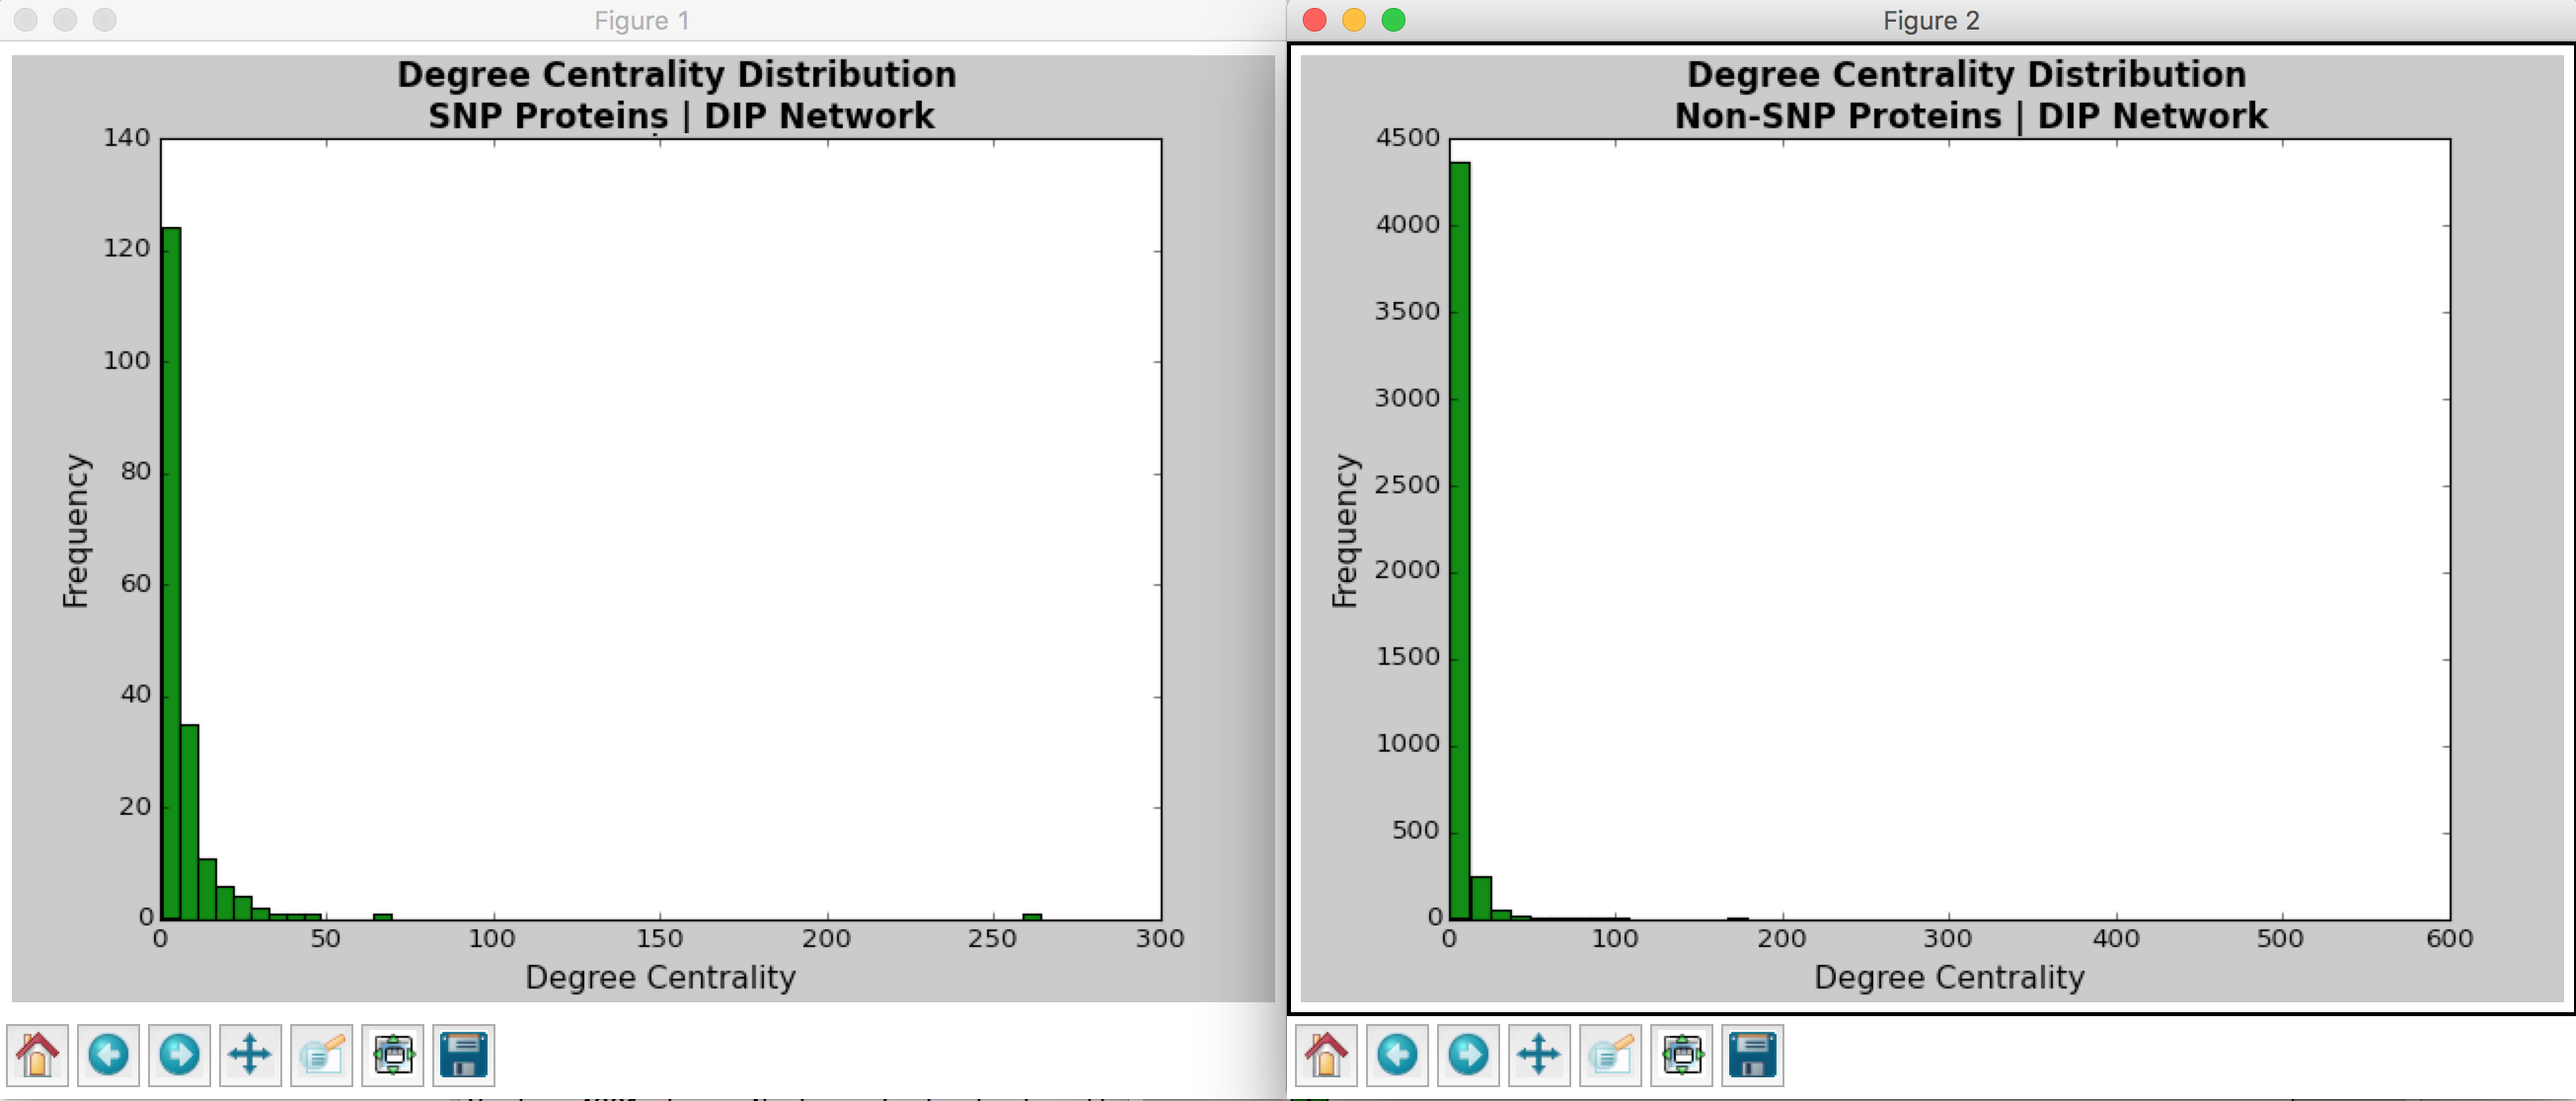 Figure 1
Degree Centrality Distribution
SNP Proteins | DIP Network
140
120
100
80
60
40
20
0
Frequency
0 50 100 150 200 250 300
Degree Centrality
Figure 2
Degree Centrality Distribution
Non-SNP Proteins | DIP Network
4500
4000
3500
3000
2500
2000
1500
1000
500
0
Frequency
0 100 200 300 400 500 600
Degree Centrality